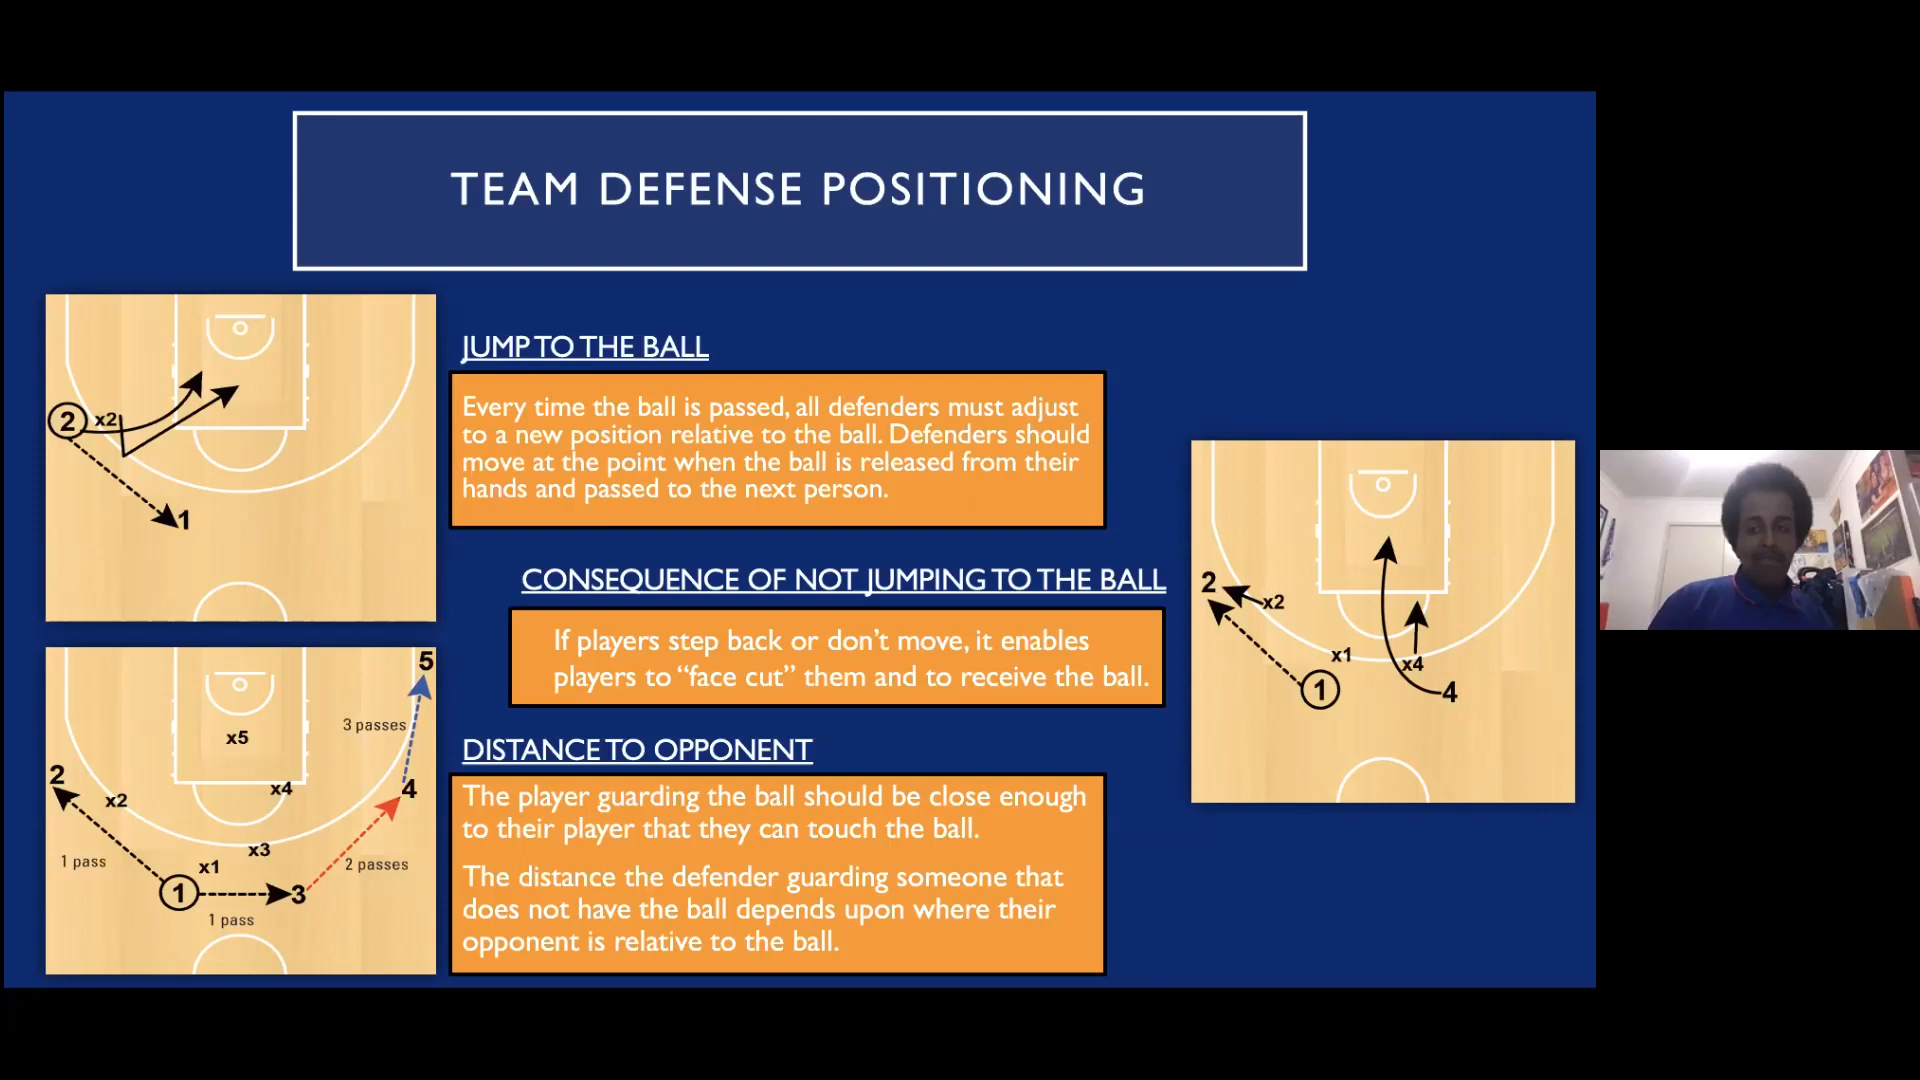 TEAM DEFENSE POSITIONING
JUMP TO THE BALL
Every time the ball is passed, all defenders must adjust
to a new position relative to the ball. Defenders should
move at the point when the ball is released from their
hands and passed to the next person.
2 x2
1
CONSEQUENCE OF NOT JUMPING TO THE BALL
If players step back or don’t move, it enables
players to “face cut” them and to receive the ball.
2
x2
x1
x4
1
4
DISTANCE TO OPPONENT
The player guarding the ball should be close enough
to their player that they can touch the ball.
The distance the defender guarding someone that
does not have the ball depends upon where their
opponent is relative to the ball.
5
3 passes
x5
2
x4
4
x2
x3
1 pass
x1
2 passes
1
3
1 pass